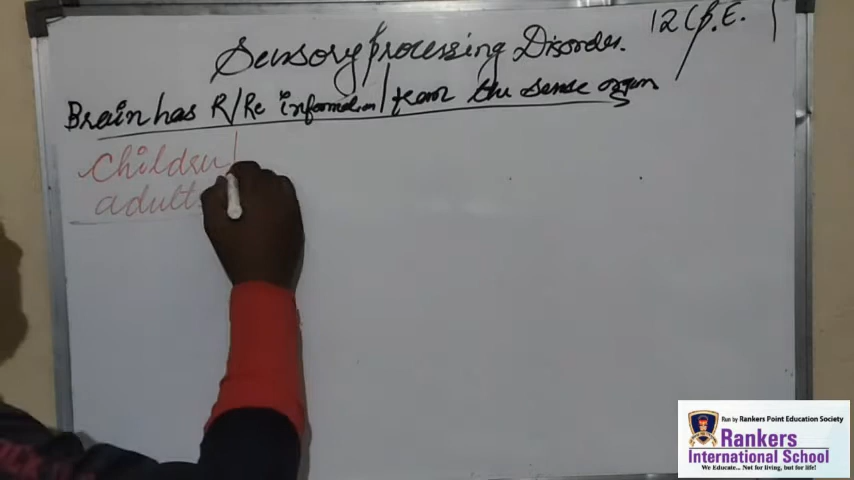 Sensory Processing Disorder. 12 (P.E.
Brain has R/Re information / from the sense organ
Children
adult
Run by Rankers Point Education Society
Rankers
International School
We Educate... Not for living, but for life!